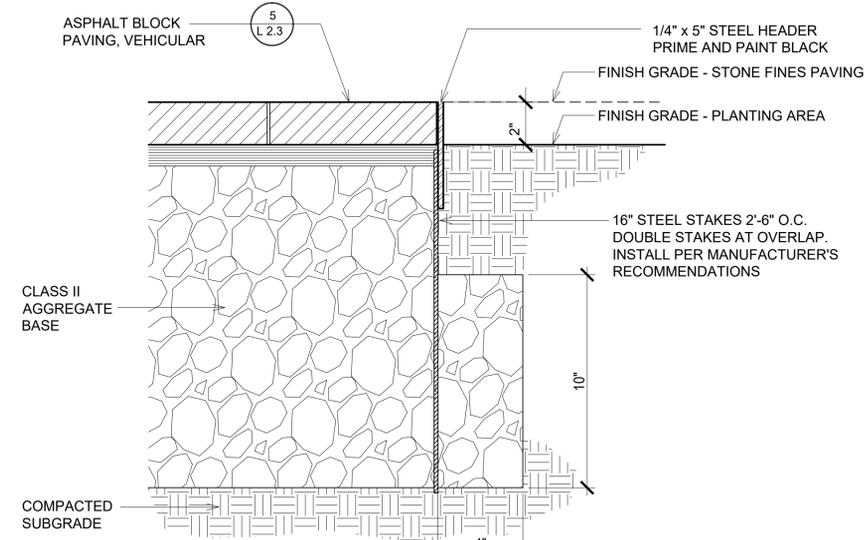 ASPHALT BLOCK
PAVING, VEHICULAR
5
L 2.3
1/4" x 5" STEEL HEADER
PRIME AND PAINT BLACK
FINISH GRADE - STONE FINES PAVING
FINISH GRADE - PLANTING AREA
2"
16" STEEL STAKES 2'-6" O.C.
DOUBLE STAKES AT OVERLAP.
INSTALL PER MANUFACTURER'S
RECOMMENDATIONS
CLASS II
AGGREGATE
BASE
10"
COMPACTED
SUBGRADE